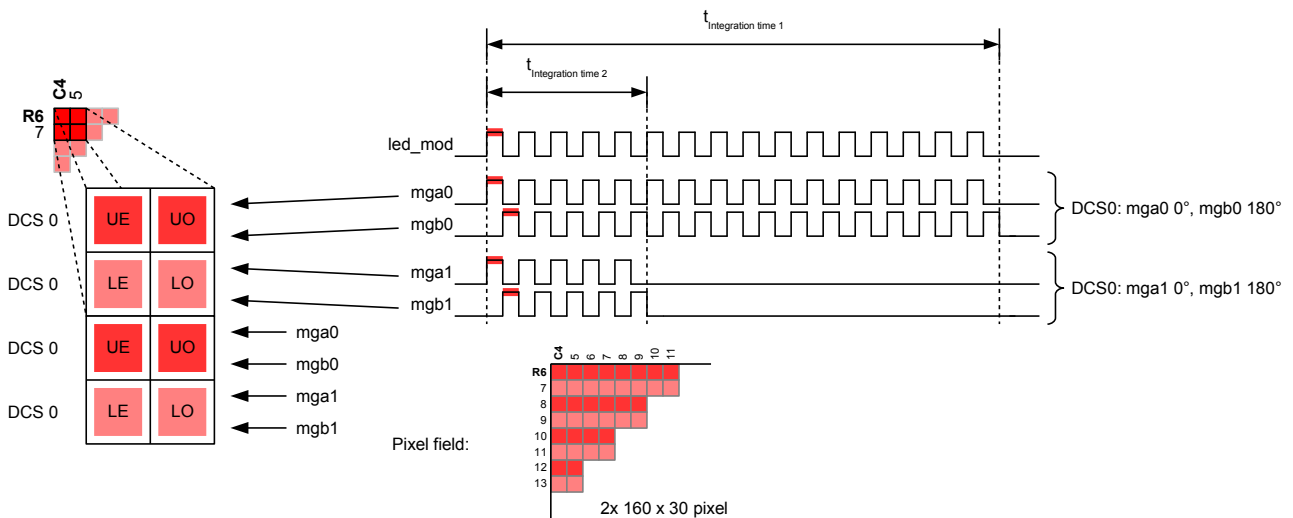 t Integration time 1
t Integration time 2
C4
5
R6
7
led_mod
mga0
mgb0
DCS0: mga0 0°, mgb0 180°
mga1
mgb1
DCS0: mga1 0°, mgb1 180°
DCS 0
UE UO
DCS 0
LE LO
DCS 0
UE UO
DCS 0
LE LO
mga0
mgb0
mga1
mgb1
Pixel field:
C4 5 6 7 8 9 10 11
R6
7
8
9
10
11
12
13
2x 160 x 30 pixel